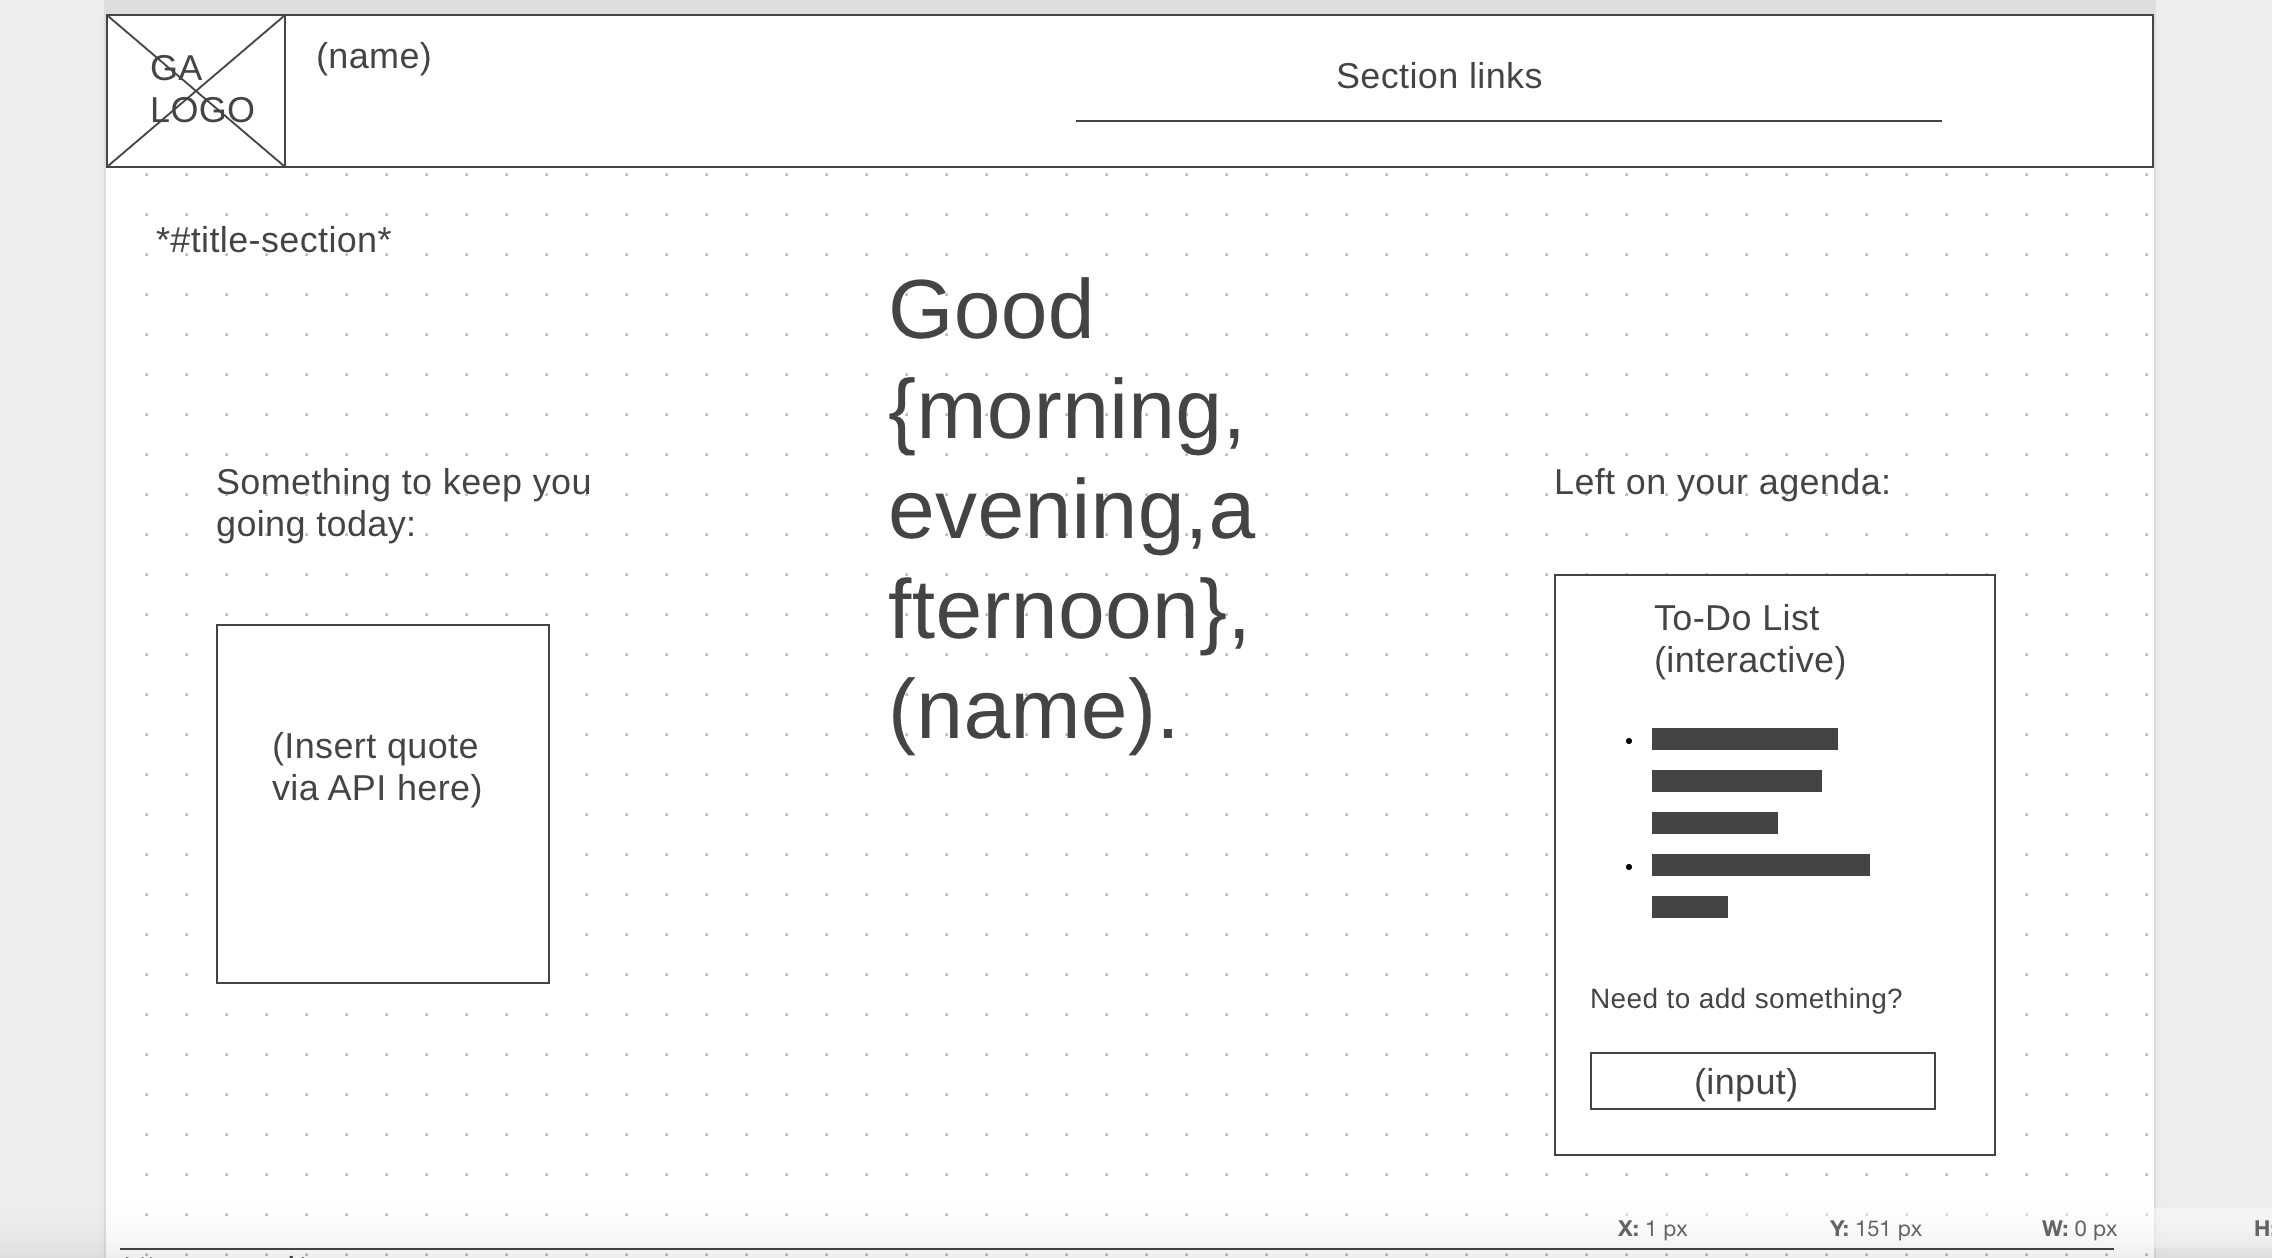 GA
LOGO
(name)
Section links
*#title-section*
Good
{morning,
evening,a
fternoon},
(name).
Something to keep you
going today:
(Insert quote
via API here)
Left on your agenda:
To-Do List
(interactive)
Need to add something?
(input)
X: 1 px Y: 151 px W: 0 px H: